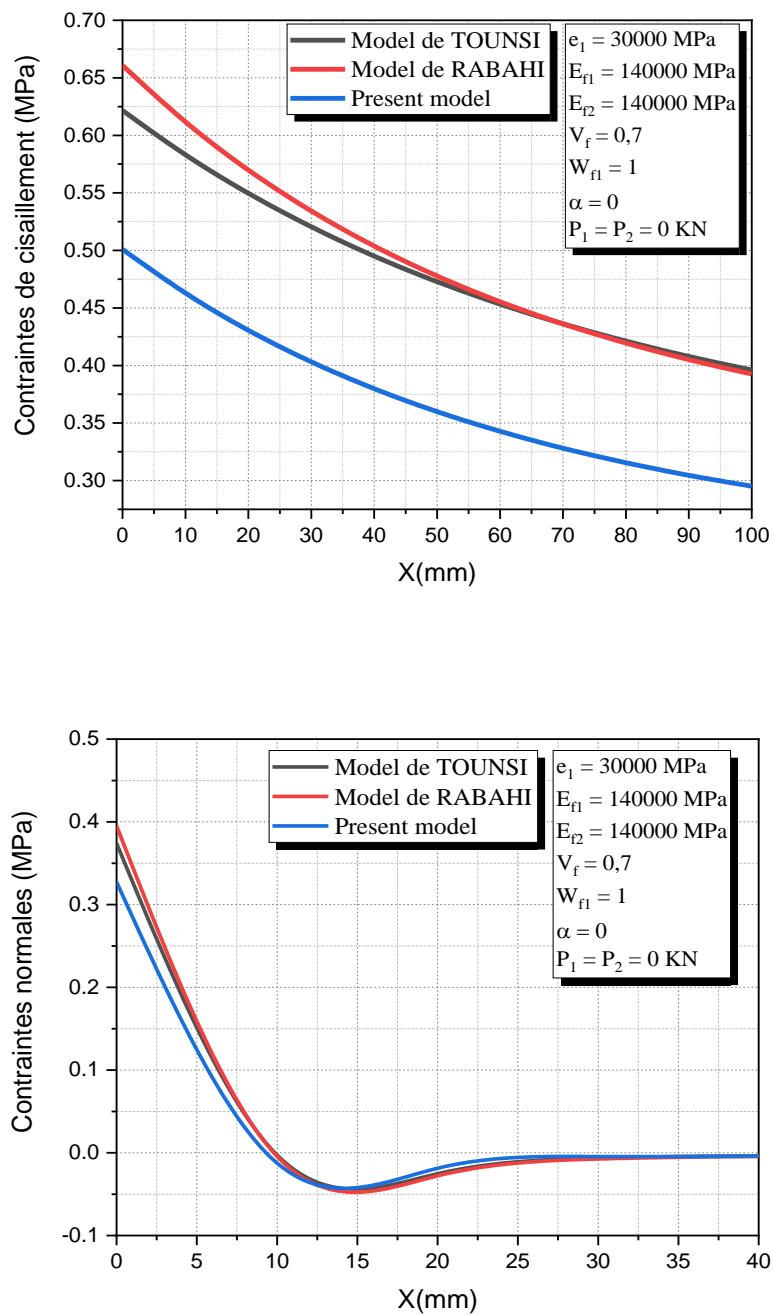 0.70
0.65
0.60
0.55
0.50
0.45
0.40
0.35
0.30
Contraintes de cisaillement (MPa)
Model de TOUNSI
Model de RABAHI
Present model
e1 = 30000 MPa
Ef1 = 140000 MPa
Ef2 = 140000 MPa
Vf = 0,7
Wf1 = 1
α = 0
P1 = P2 = 0 KN
0 10 20 30 40 50 60 70 80 90 100
X(mm)
0.5
0.4
0.3
0.2
0.1
0.0
-0.1
Contraintes normales (MPa)
Model de TOUNSI
Model de RABAHI
Present model
e1 = 30000 MPa
Ef1 = 140000 MPa
Ef2 = 140000 MPa
Vf = 0,7
Wf1 = 1
α = 0
P1 = P2 = 0 KN
0 5 10 15 20 25 30 35 40
X(mm)